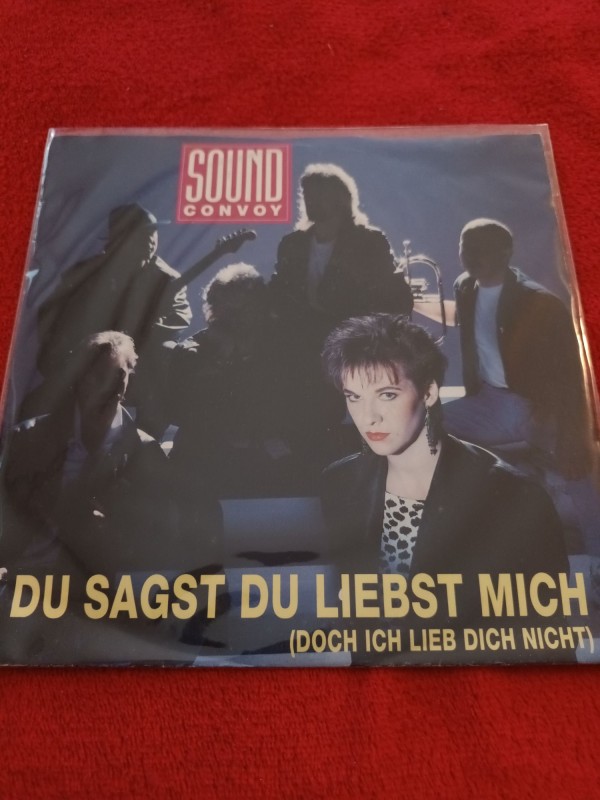 SOUND
CONVOY
DU SAGST DU LIEBST MICH
(DOCH ICH LIEB DICH NICHT)